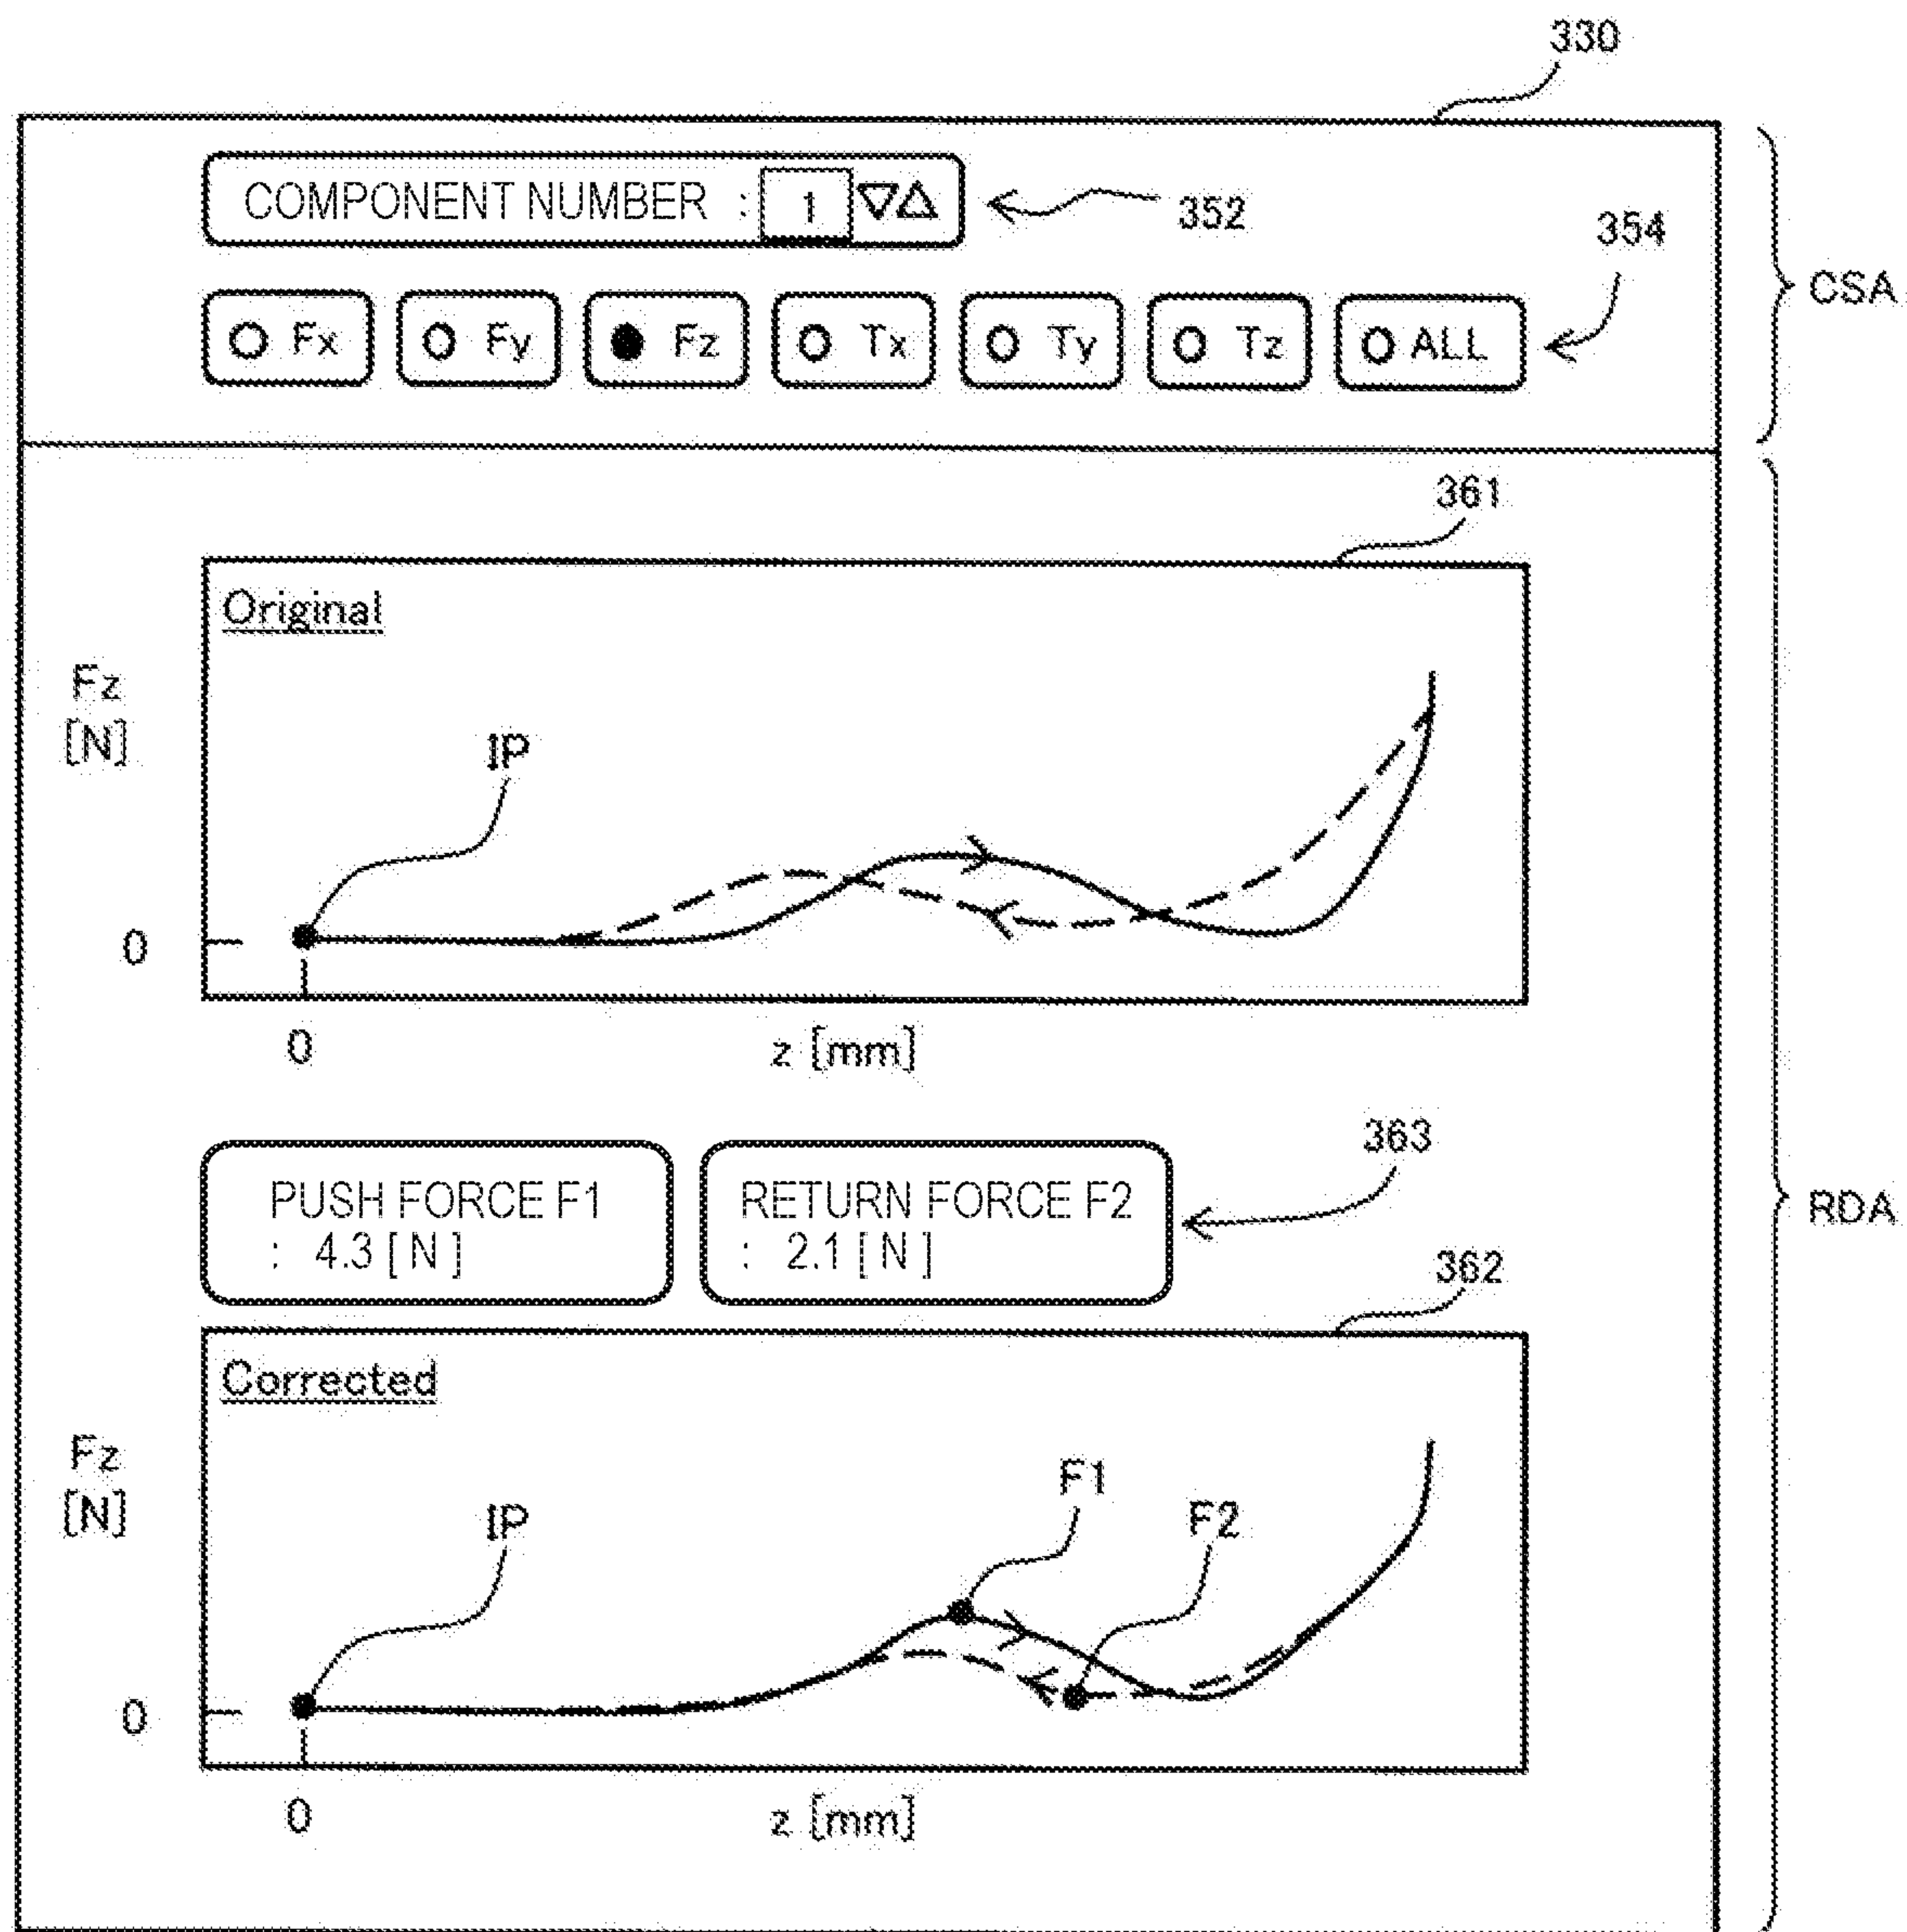 330
COMPONENT NUMBER : 1 ▽△
352
354
CSA
Fx Fy Fz Tx Ty Tz ALL
361
Original
Fz
[N]
IP
0
0
z [mm]
363
PUSH FORCE F1
: 4.3 [ N ]
RETURN FORCE F2
: 2.1 [ N ]
RDA
362
Corrected
Fz
[N]
IP
F1
F2
0
0
z [mm]